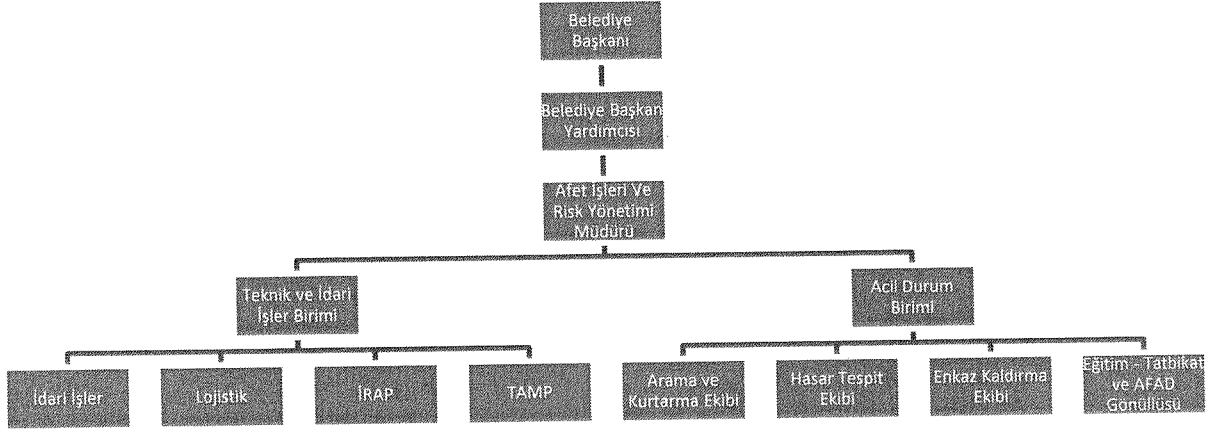 Belediye
Başkanı
Belediye Başkan
Yardımcısı
Afet İşleri Ve
Risk Yönetimi
Müdürü
Teknik ve İdari
İşler Birimi
Acil Durum
Birimi
İdari İşler
Lojistik
İRAP
TAMP
Arama ve
Kurtarma Ekibi
Hasar Tespit
Ekibi
Enkaz Kaldırma
Ekibi
Eğitim - Tatbikat
ve AFAD
Gönüllüsü